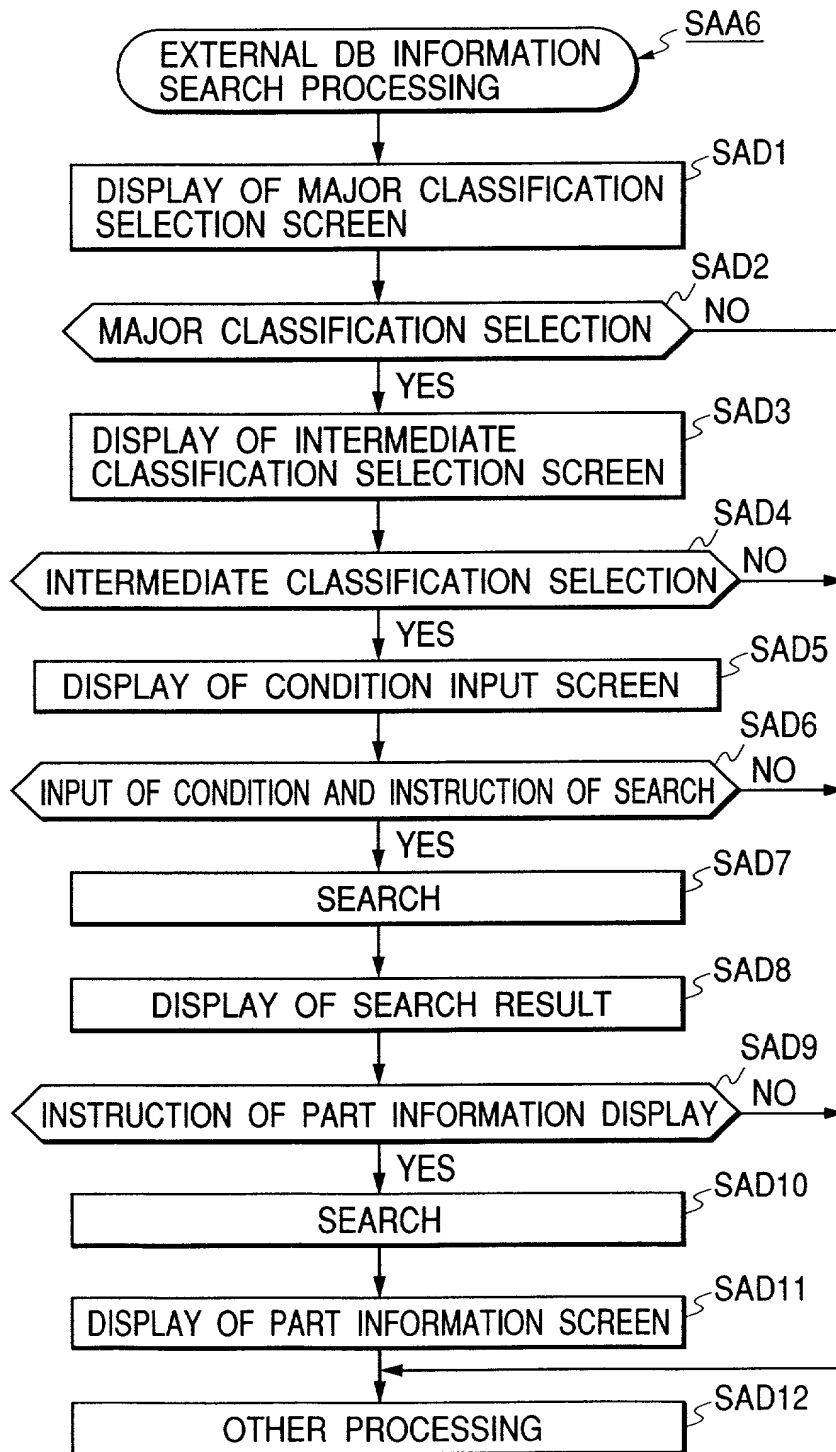 SAA6
EXTERNAL DB INFORMATION
SEARCH PROCESSING
SAD1
DISPLAY OF MAJOR CLASSIFICATION
SELECTION SCREEN
SAD2
MAJOR CLASSIFICATION SELECTION
NO
YES
SAD3
DISPLAY OF INTERMEDIATE
CLASSIFICATION SELECTION SCREEN
SAD4
INTERMEDIATE CLASSIFICATION SELECTION
NO
YES
SAD5
DISPLAY OF CONDITION INPUT SCREEN
SAD6
INPUT OF CONDITION AND INSTRUCTION OF SEARCH
NO
YES
SAD7
SEARCH
SAD8
DISPLAY OF SEARCH RESULT
SAD9
INSTRUCTION OF PART INFORMATION DISPLAY
NO
YES
SAD10
SEARCH
SAD11
DISPLAY OF PART INFORMATION SCREEN
SAD12
OTHER PROCESSING